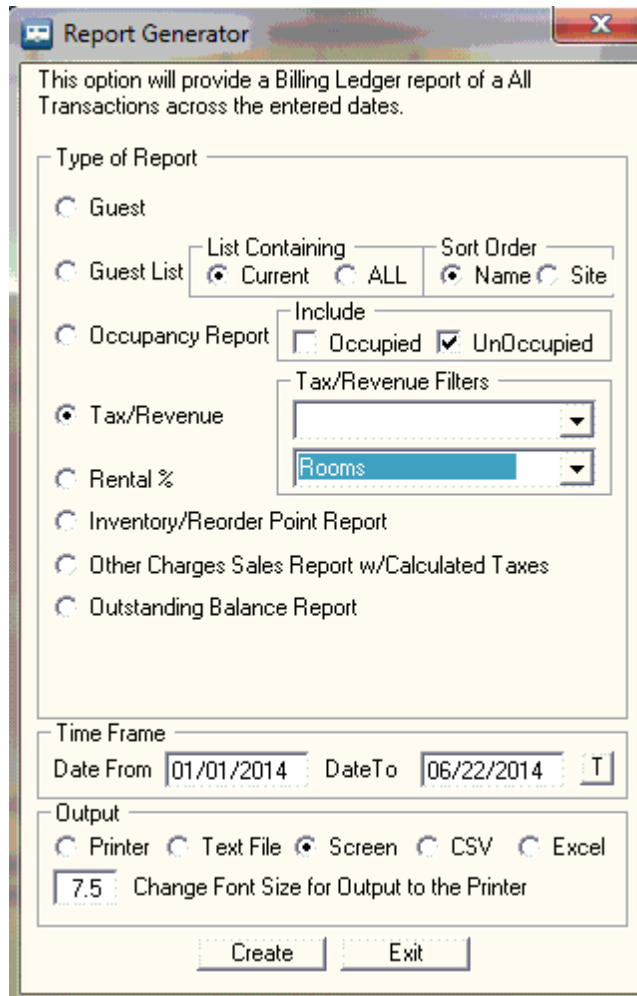 Report Generator
X
This option will provide a Billing Ledger report of a All
Transactions across the entered dates.
Type of Report
Guest
List Containing Sort Order
Guest List Current ALL Name Site
Include
Occupancy Report Occupied UnOccupied
Tax/Revenue Filters
Tax/Revenue
Rooms
Rental %
Inventory/Reorder Point Report
Other Charges Sales Report w/Calculated Taxes
Outstanding Balance Report
Time Frame
Date From 01/01/2014 DateTo 06/22/2014 T
Output
Printer Text File Screen CSV Excel
7.5 Change Font Size for Output to the Printer
Create Exit